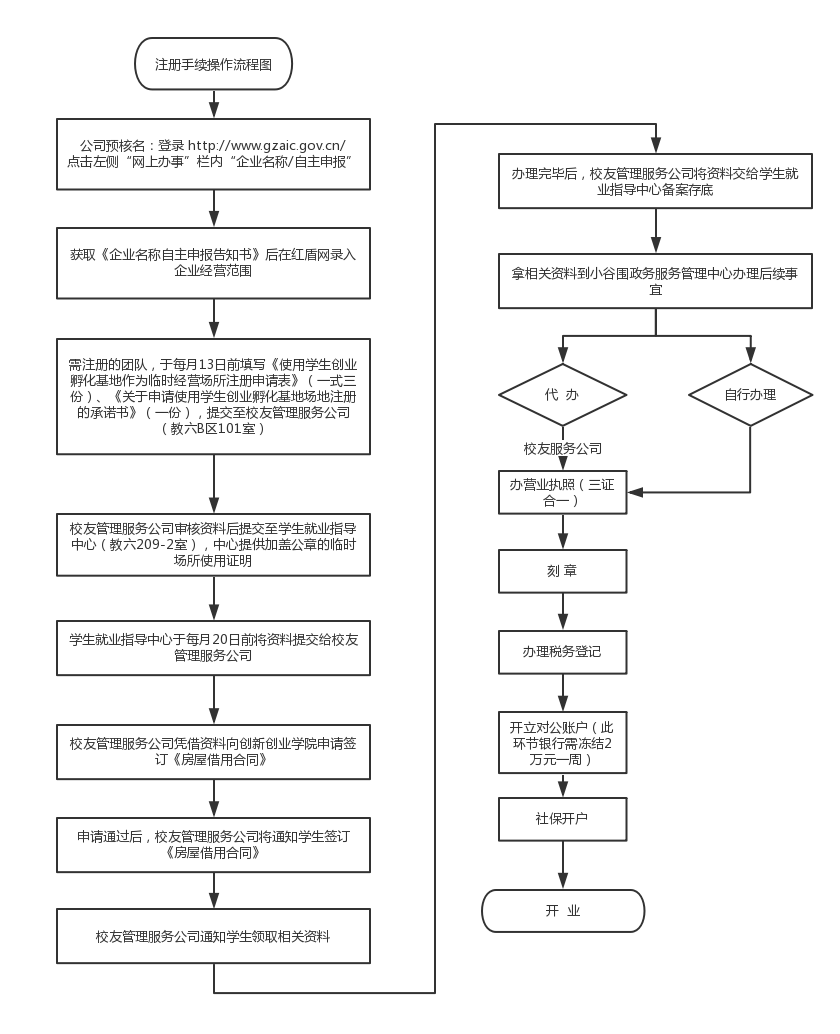 注册手续操作流程图
公司预核名：登录 http://www.gzaic.gov.cn/
点击左侧“网上办事”栏内“企业名称/自主申报”
获取《企业名称自主申报告知书》后在红盾网录入
企业经营范围
需注册的团队，于每月13日前填写《使用学生创业
孵化基地作为临时经营场所注册申请表》（一式三
份）、《关于申请使用学生创业孵化基地场地注册
的承诺书》（一份），提交至校友管理服务公司
（教六B区101室）
校友管理服务公司审核资料后提交至学生就业指导
中心（教六209-2室），中心提供加盖公章的临时
场所使用证明
学生就业指导中心于每月20日前将资料提交给校友
管理服务公司
校友管理服务公司凭借资料向创新创业学院申请签
订《房屋借用合同》
申请通过后，校友管理服务公司将通知学生签订
《房屋借用合同》
校友管理服务公司通知学生领取相关资料
办理完毕后，校友管理服务公司将资料交给学生就
业指导中心备案存底
拿相关资料到小谷围政务服务管理中心办理后续事
宜
代 办
自行办理
校友服务公司
办营业执照（三证
合一）
刻 章
办理税务登记
开立对公账户（此
环节银行需冻结2
万元一周）
社保开户
开 业